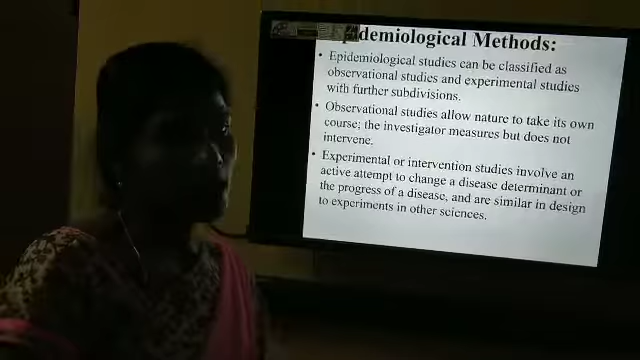 Epidemiological Methods:
• Epidemiological studies can be classified as
observational studies and experimental studies
with further subdivisions.
• Observational studies allow nature to take its own
course; the investigator measures but does not
intervene.
• Experimental or intervention studies involve an
active attempt to change a disease determinant or
the progress of a disease, and are similar in design
to experiments in other sciences.